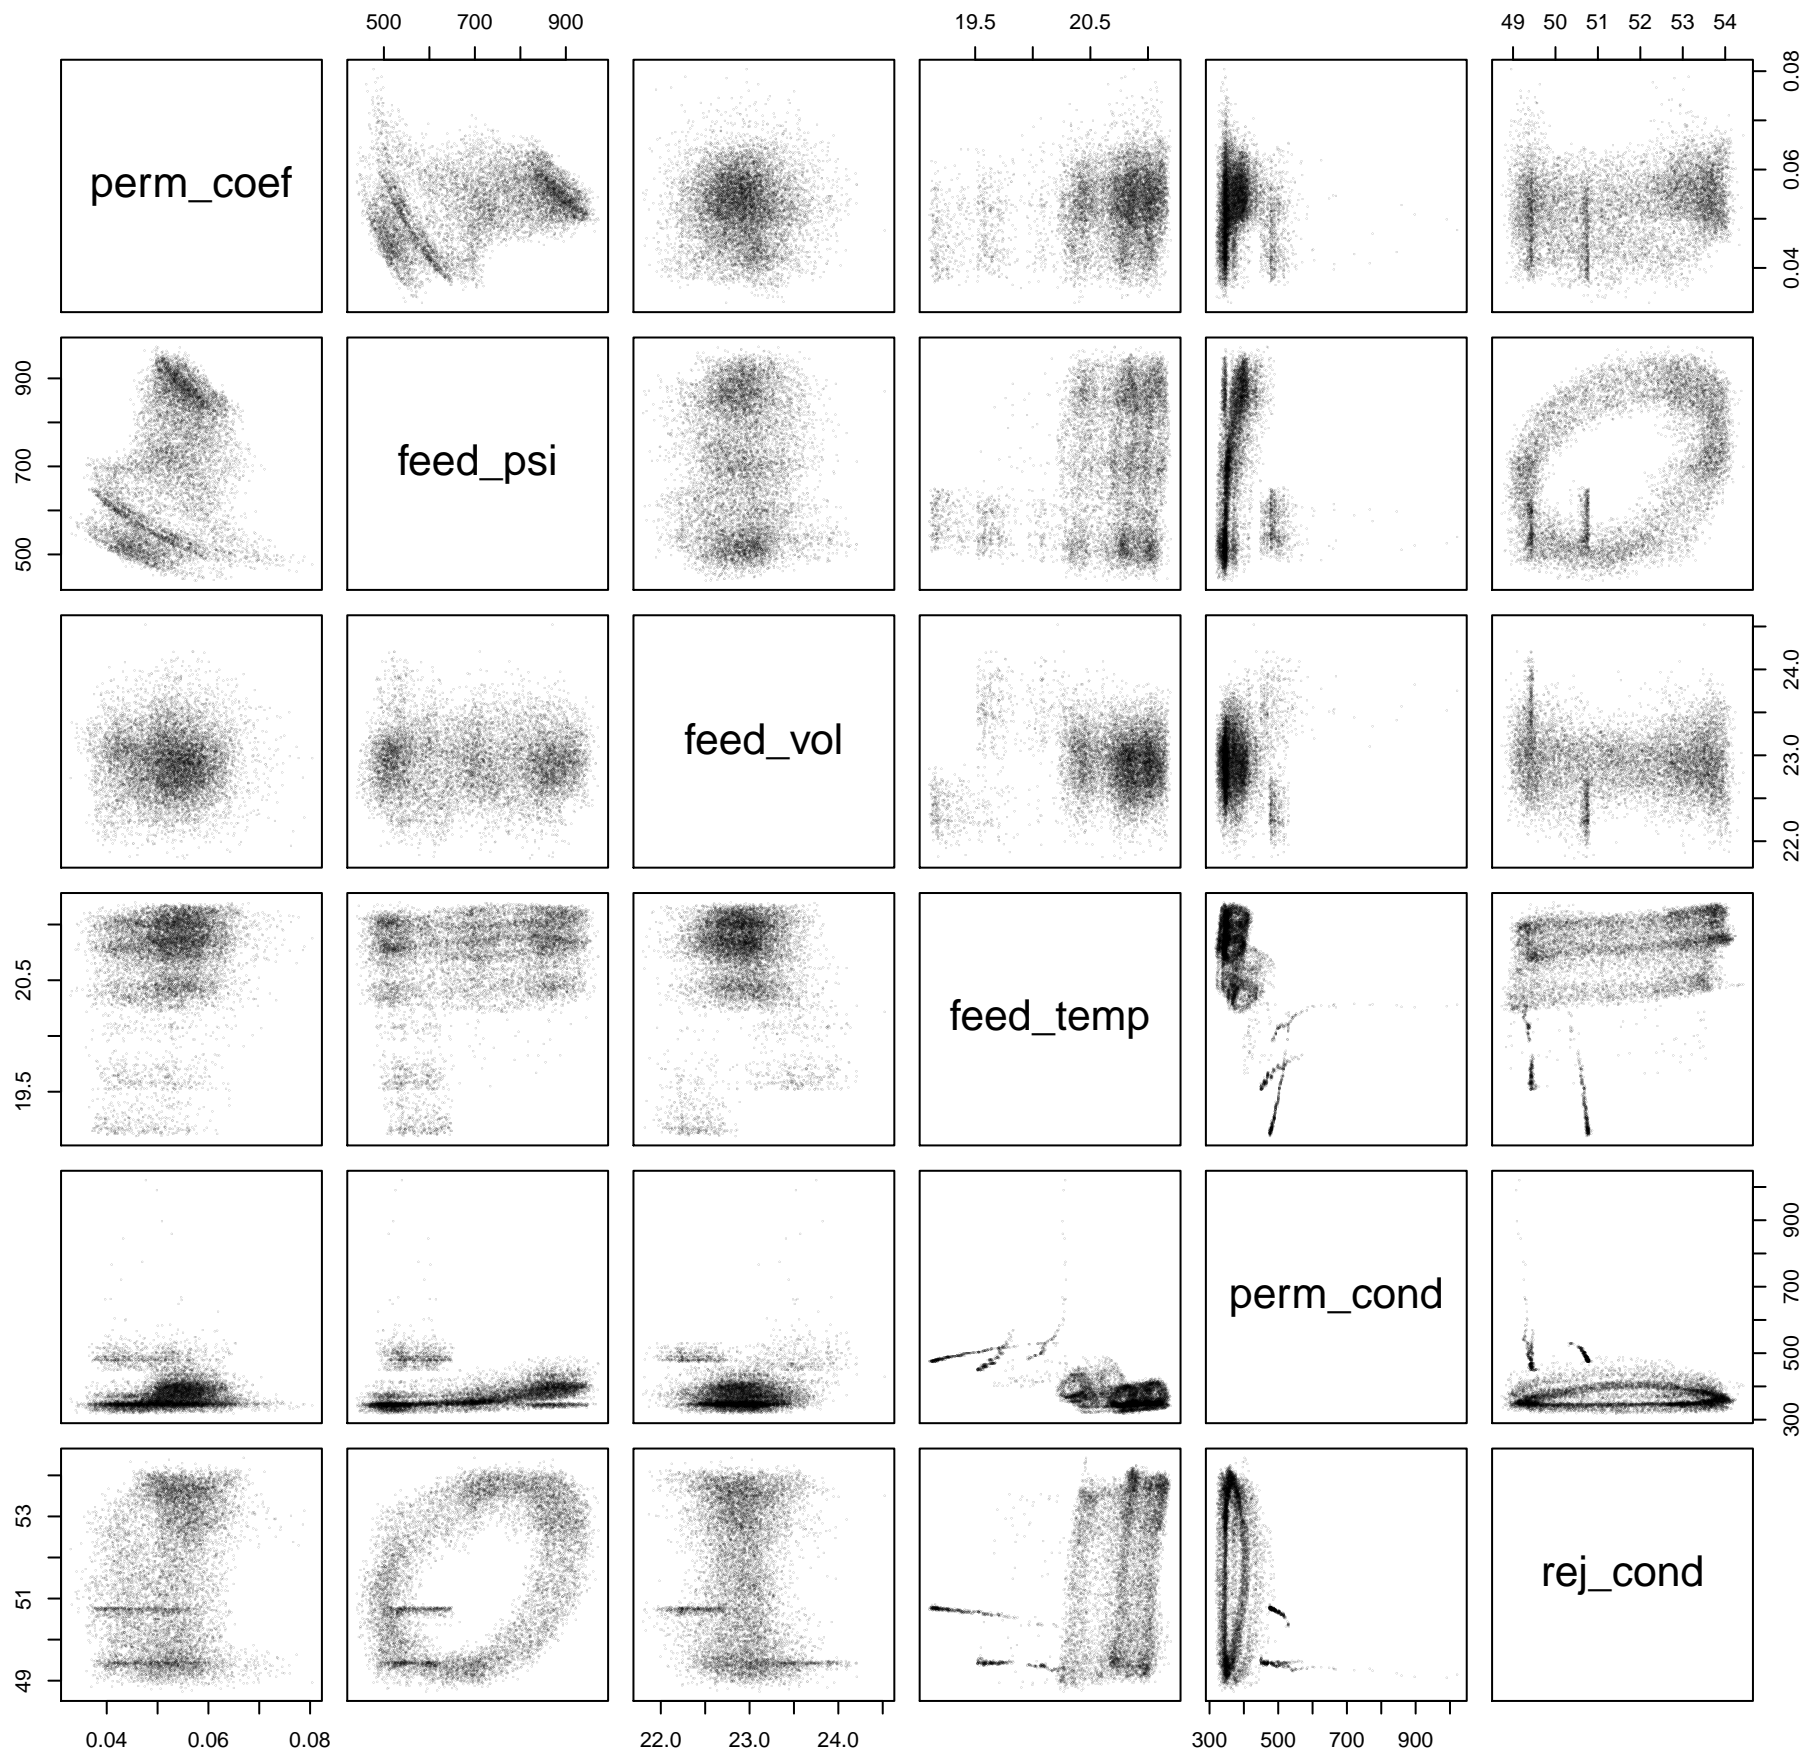 500 700 900 19.5 20.5 49 50 51 52 53 54
perm_coef
0.04 0.06 0.08
500 700 900
feed_psi
feed_vol
22.0 23.0 24.0
19.5 20.5
feed_temp
perm_cond
300 500 700 900
49 51 53
rej_cond
0.04 0.06 0.08 22.0 23.0 24.0 300 500 700 900